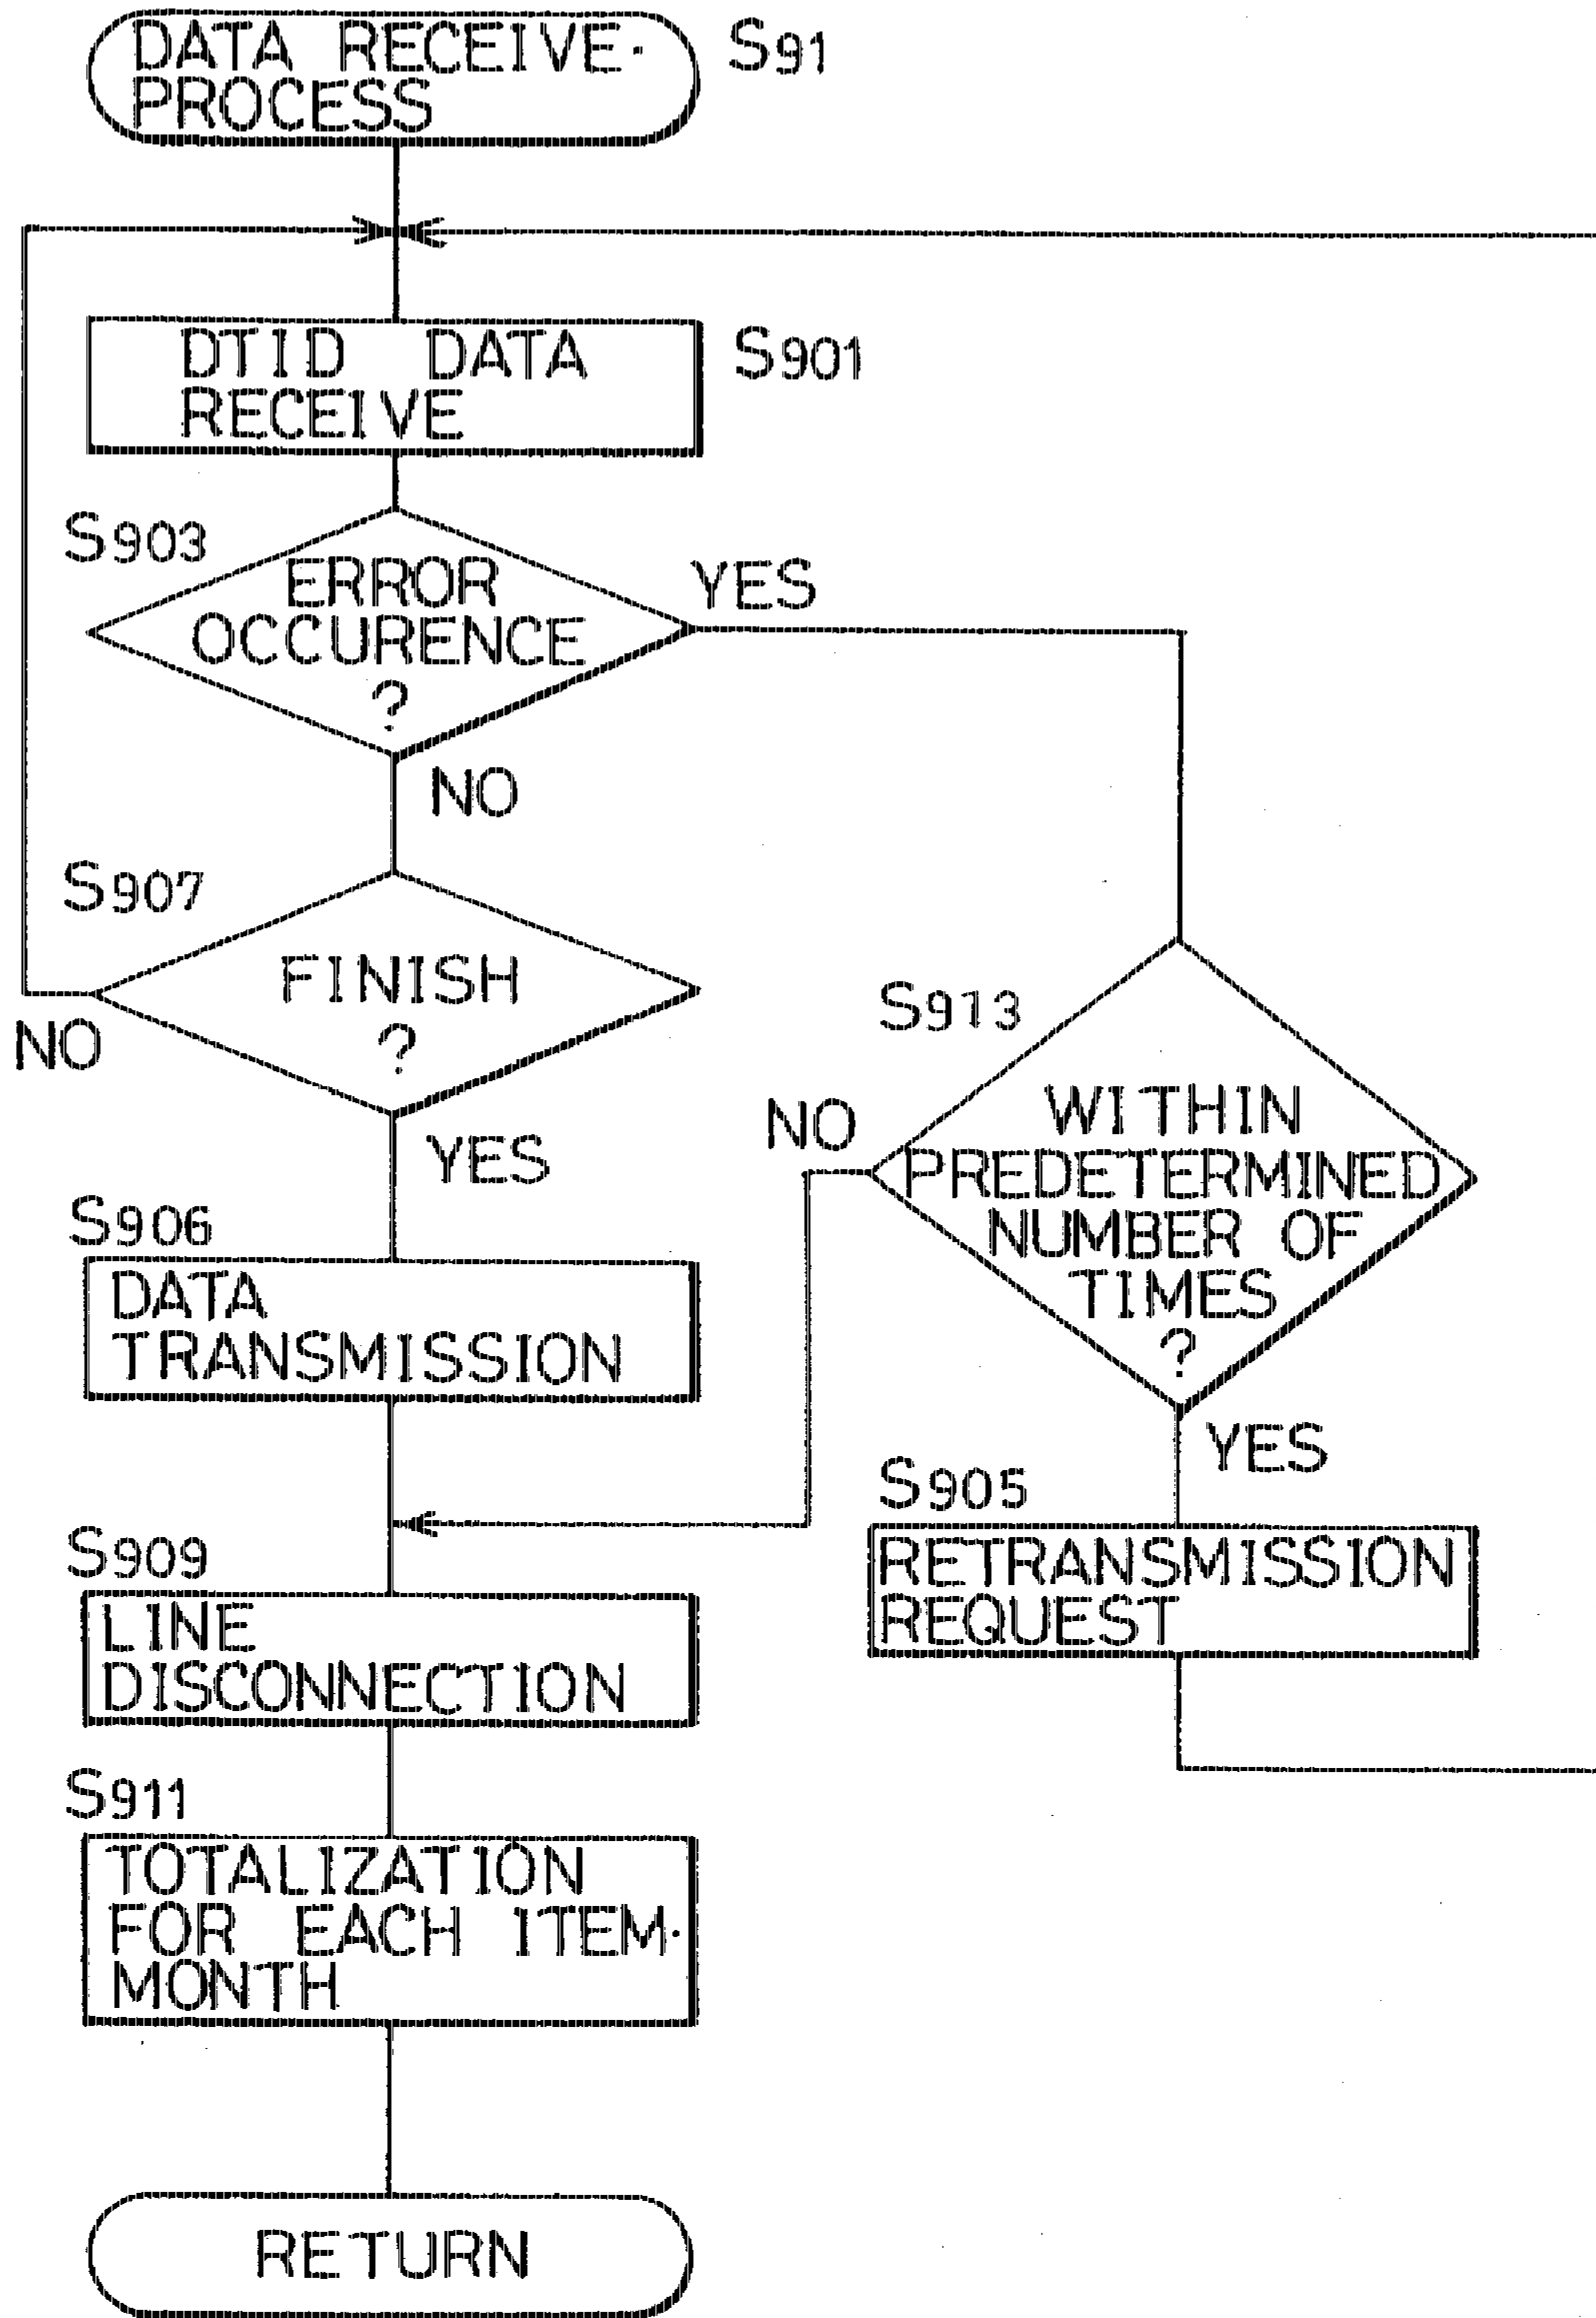 DATA RECEIVE·
PROCESS
S91
DTID DATA
RECEIVE
S901
S903
ERROR
OCCURENCE
?
YES
NO
S907
FINISH
?
NO
YES
S913
WITHIN
PREDETERMINED
NUMBER OF
TIMES
?
NO
YES
S906
DATA
TRANSMISSION
S905
RETRANSMISSION
REQUEST
S909
LINE
DISCONNECTION
S911
TOTALIZATION
FOR EACH ITEM·
MONTH
RETURN